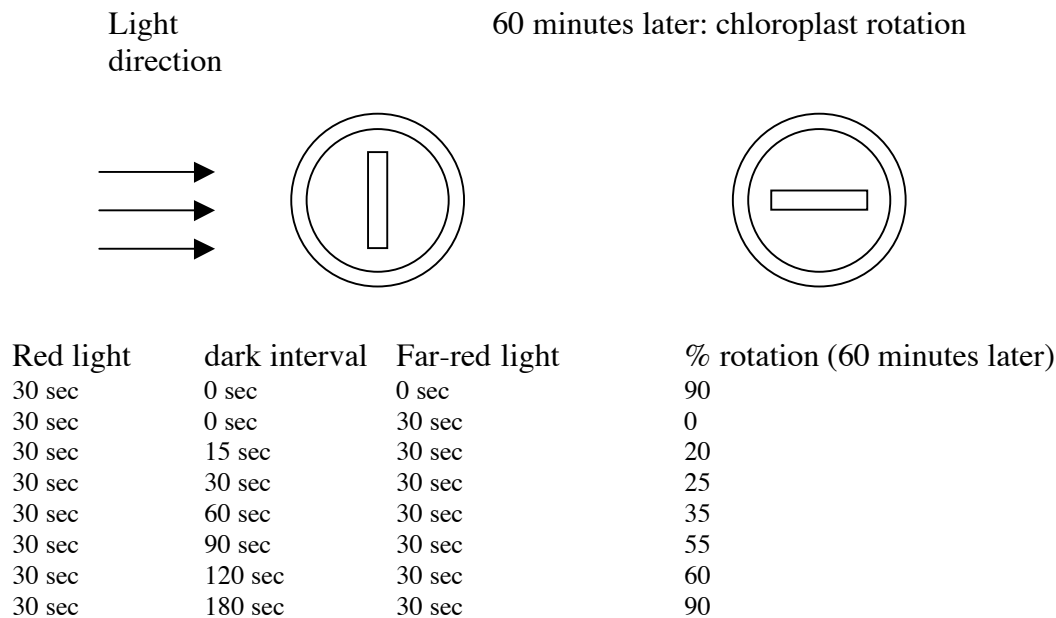 Light
direction
60 minutes later: chloroplast rotation
Red light dark interval Far-red light % rotation (60 minutes later)
30 sec 0 sec 0 sec 90
30 sec 0 sec 30 sec 0
30 sec 15 sec 30 sec 20
30 sec 30 sec 30 sec 25
30 sec 60 sec 30 sec 35
30 sec 90 sec 30 sec 55
30 sec 120 sec 30 sec 60
30 sec 180 sec 30 sec 90